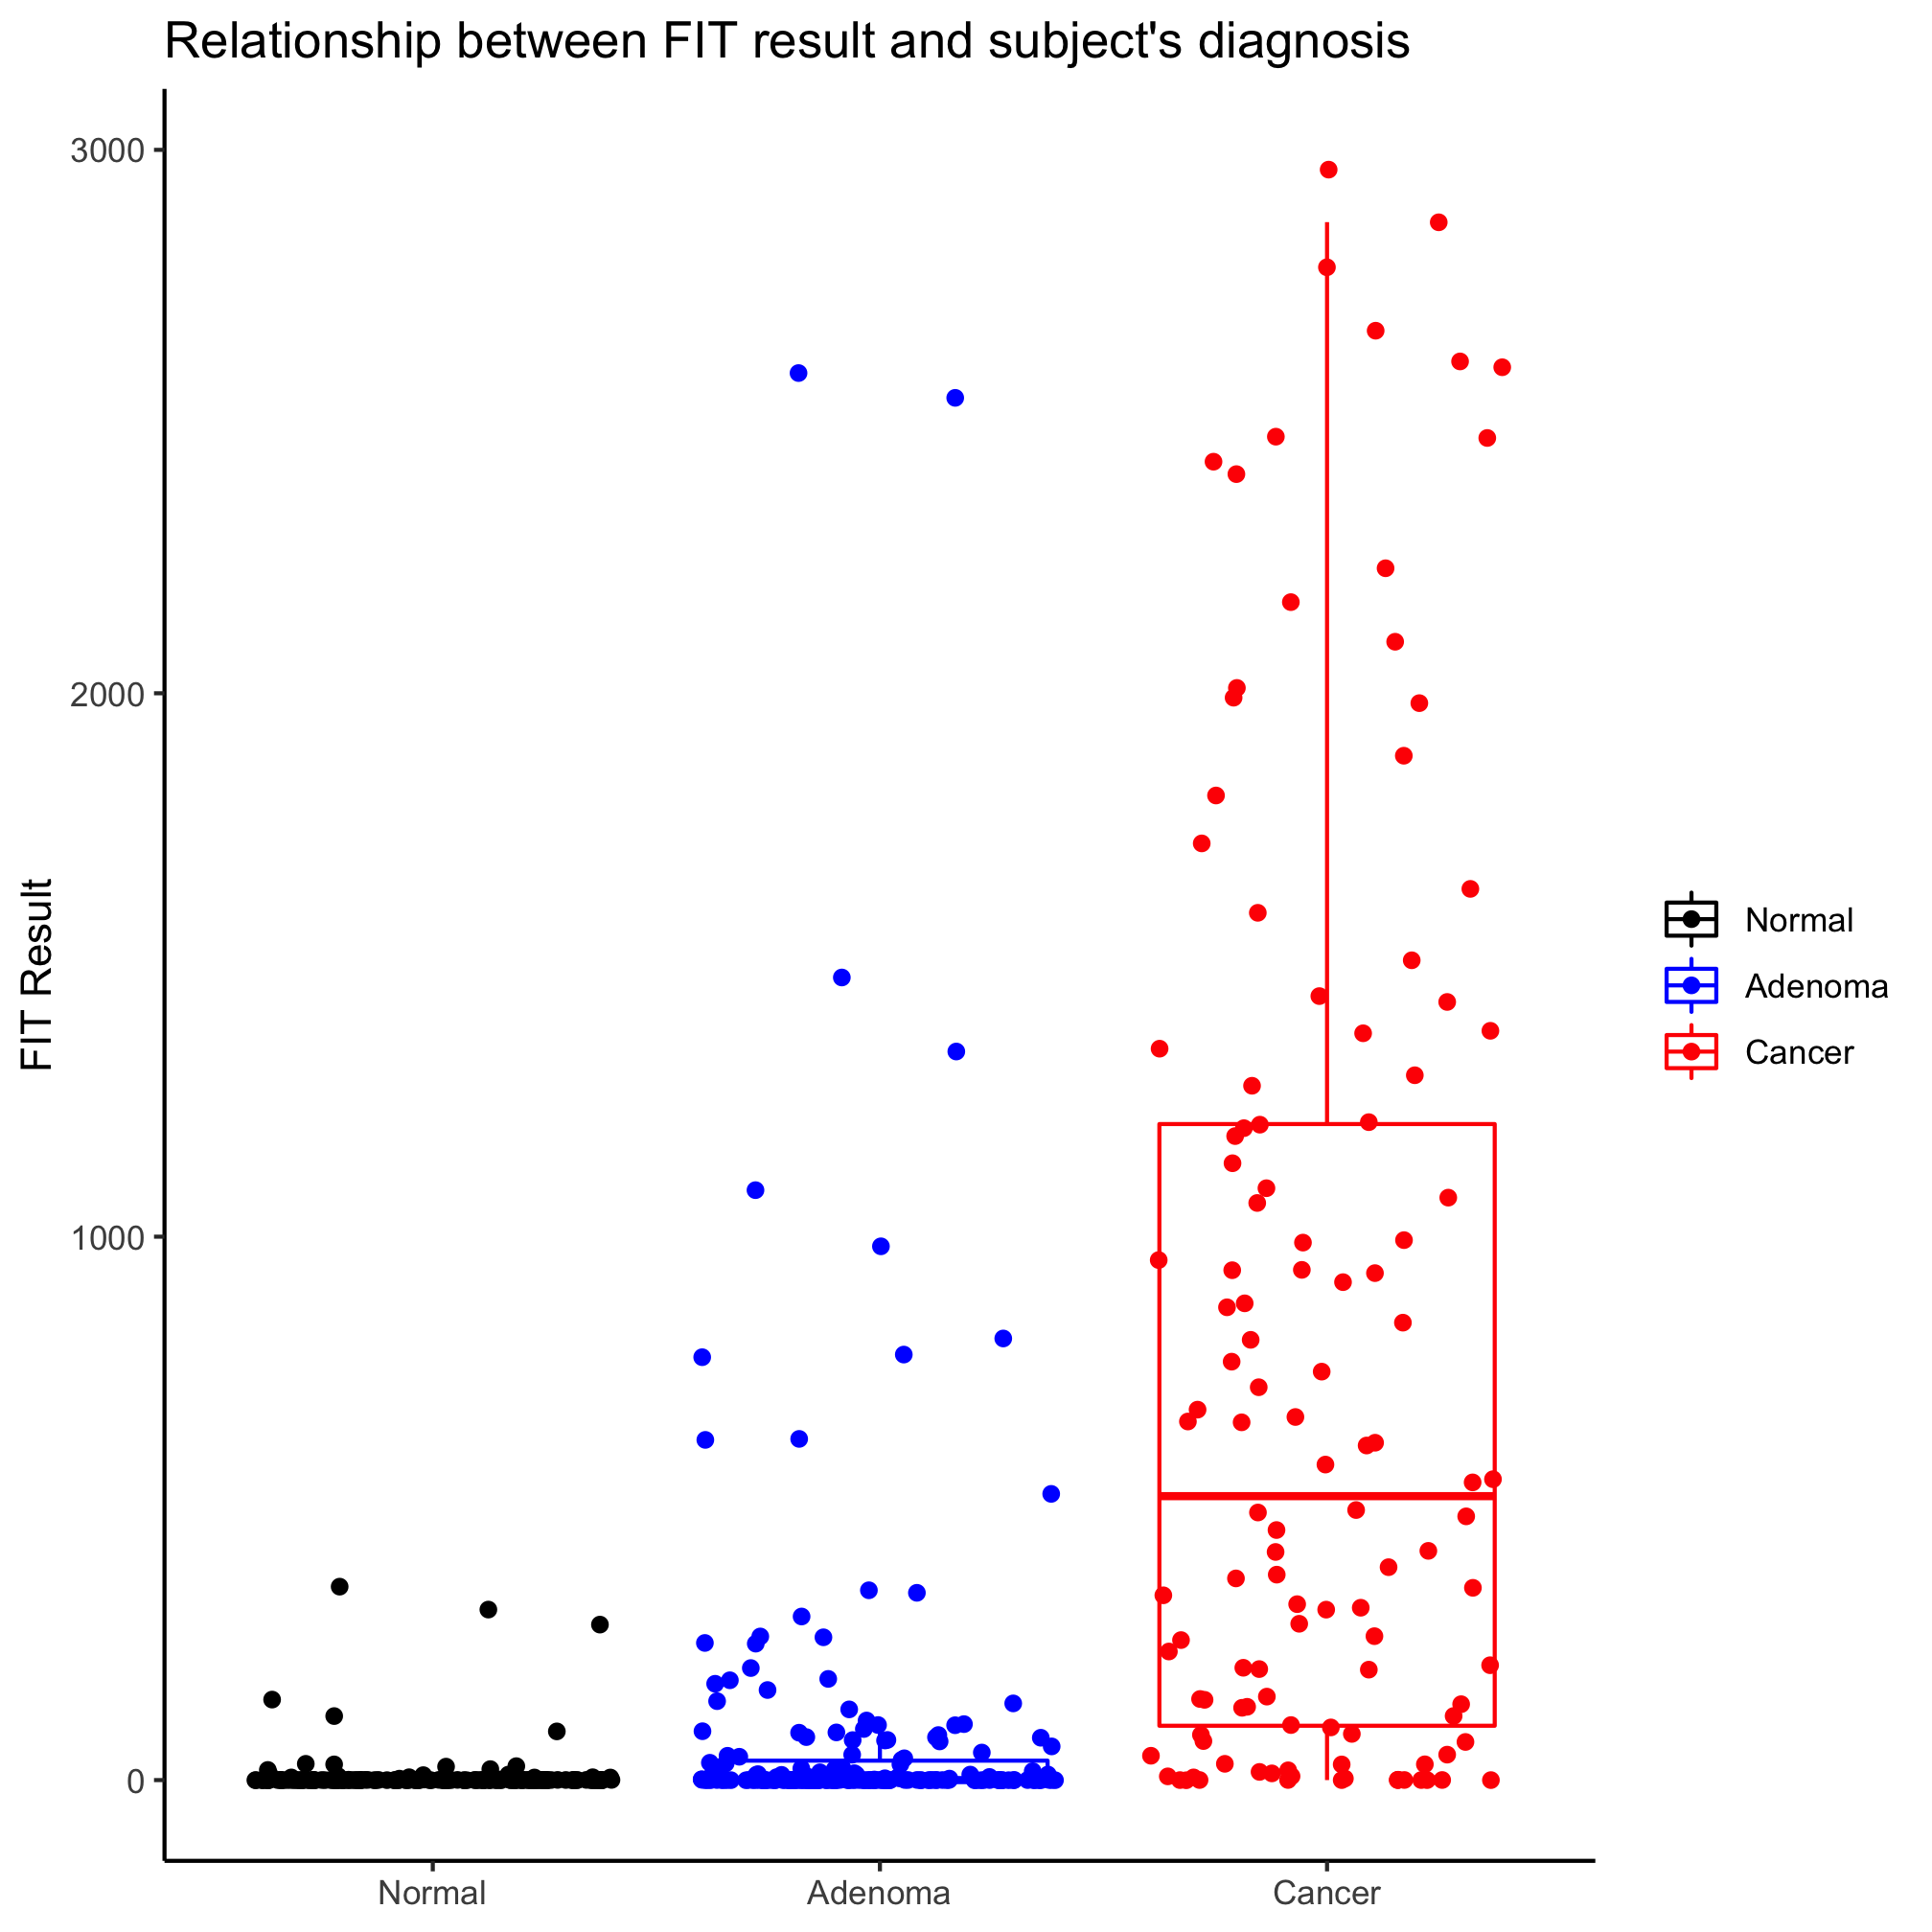 Relationship between FIT result and subject's diagnosis
3000
2000
1000
0
FIT Result
Normal
Adenoma
Cancer
Normal
Adenoma
Cancer